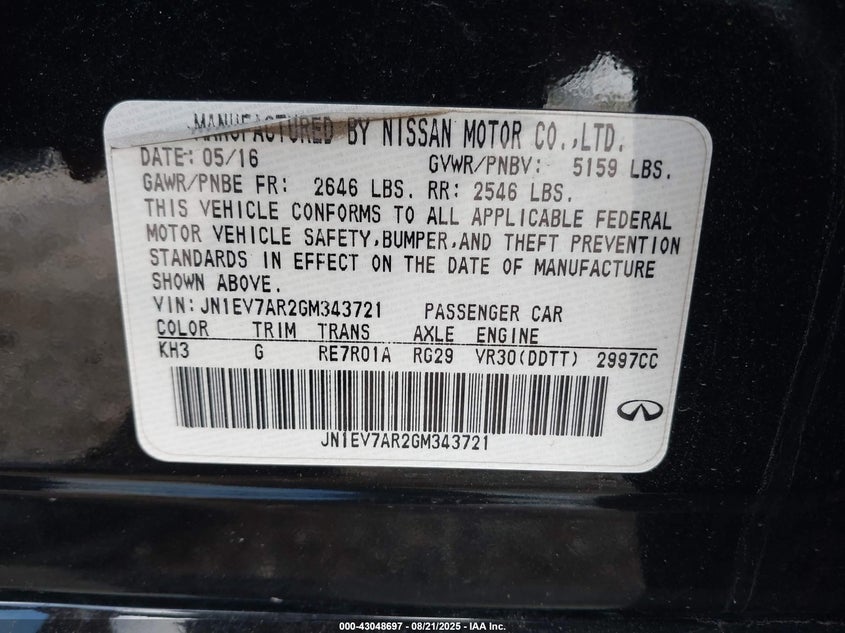 MANUFACTURED BY NISSAN MOTOR CO.,LTD.
DATE: 05/16 GVWR/PNBV: 5159 LBS.
GAWR/PNBE FR: 2646 LBS. RR: 2546 LBS.
THIS VEHICLE CONFORMS TO ALL APPLICABLE FEDERAL
MOTOR VEHICLE SAFETY,BUMPER,AND THEFT PREVENTION
STANDARDS IN EFFECT ON THE DATE OF MANUFACTURE
SHOWN ABOVE.
VIN: JN1EV7AR2GM343721 PASSENGER CAR
COLOR TRIM TRANS AXLE ENGINE
KH3 G RE7R01A RG29 VR30(DDTT) 2997CC
JN1EV7AR2GM343721
000-43048697 - 08/21/2025 - IAA Inc.